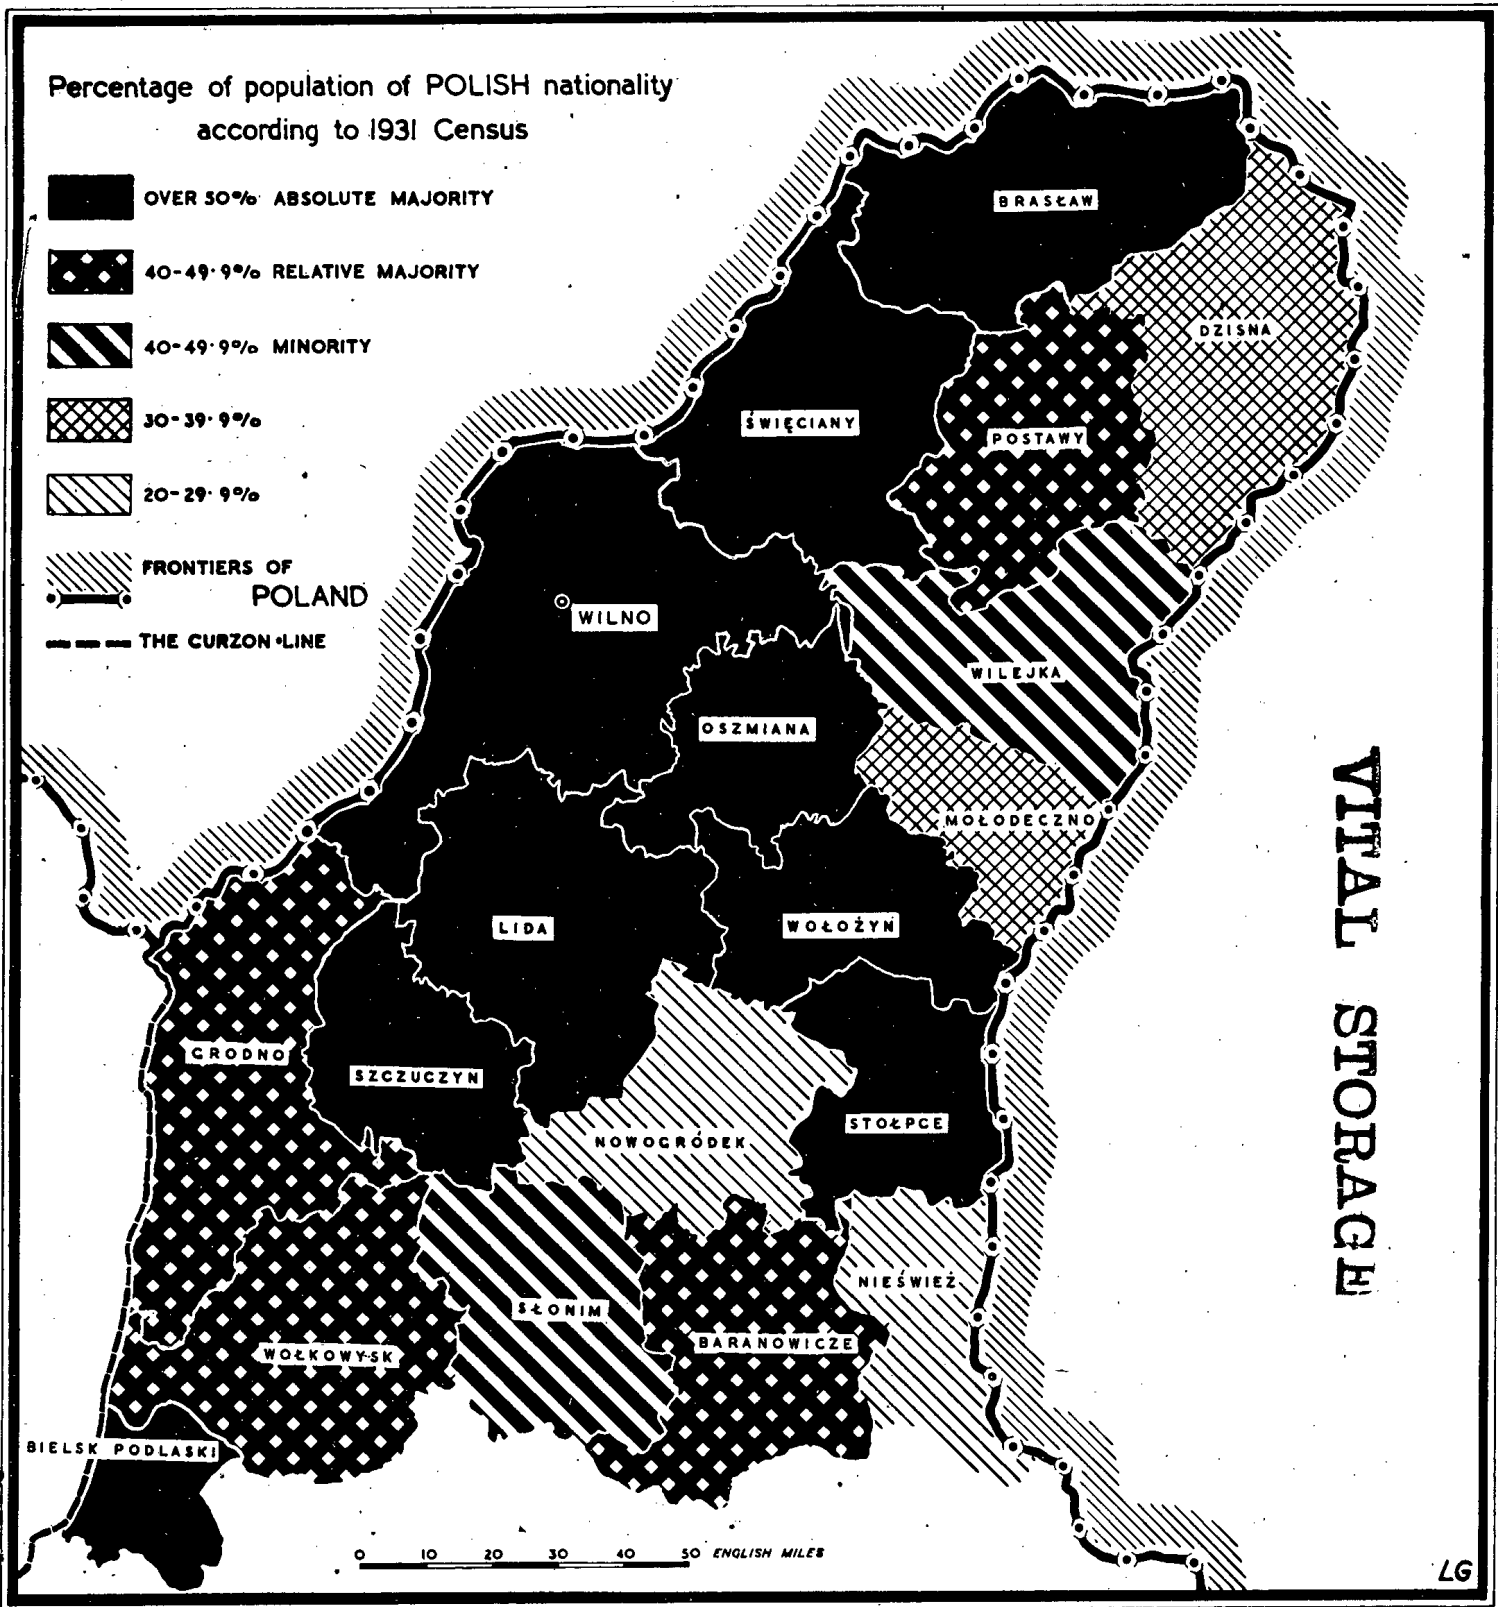 Percentage of population of POLISH nationality
according to 1931 Census
OVER 50% ABSOLUTE MAJORITY
40-49·9% RELATIVE MAJORITY
40-49·9% MINORITY
30-39·9%
20-29·9%
FRONTIERS OF
POLAND
THE CURZON LINE
BRASŁAW
DZISNA
ŚWIĘCIANY
POSTAWY
WILNO
WILEJKA
OSZMIANA
MOŁODECZNO
LIDA
WOŁOŻYN
GRODNO
SZCZUCZYN
STOŁPCE
NOWOGRÓDEK
NIEŚWIEŻ
SŁONIM
BARANOWICZE
WOŁKOWYSK
BIELSK PODLASKI
0 10 20 30 40 50 ENGLISH MILES
VITAL STORAGE
LG